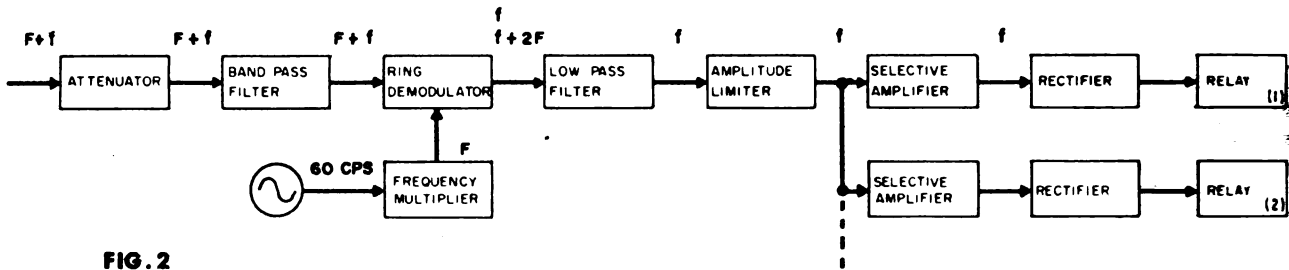 f
F+f
F+f
F+f
f+2F
f
f
f
ATTENUATOR
BAND PASS
FILTER
RING
DEMODULATOR
LOW PASS
FILTER
AMPLITUDE
LIMITER
SELECTIVE
AMPLIFIER
RECTIFIER
RELAY
(1)
60 CPS
F
FREQUENCY
MULTIPLIER
SELECTIVE
AMPLIFIER
RECTIFIER
RELAY
(2)
FIG. 2